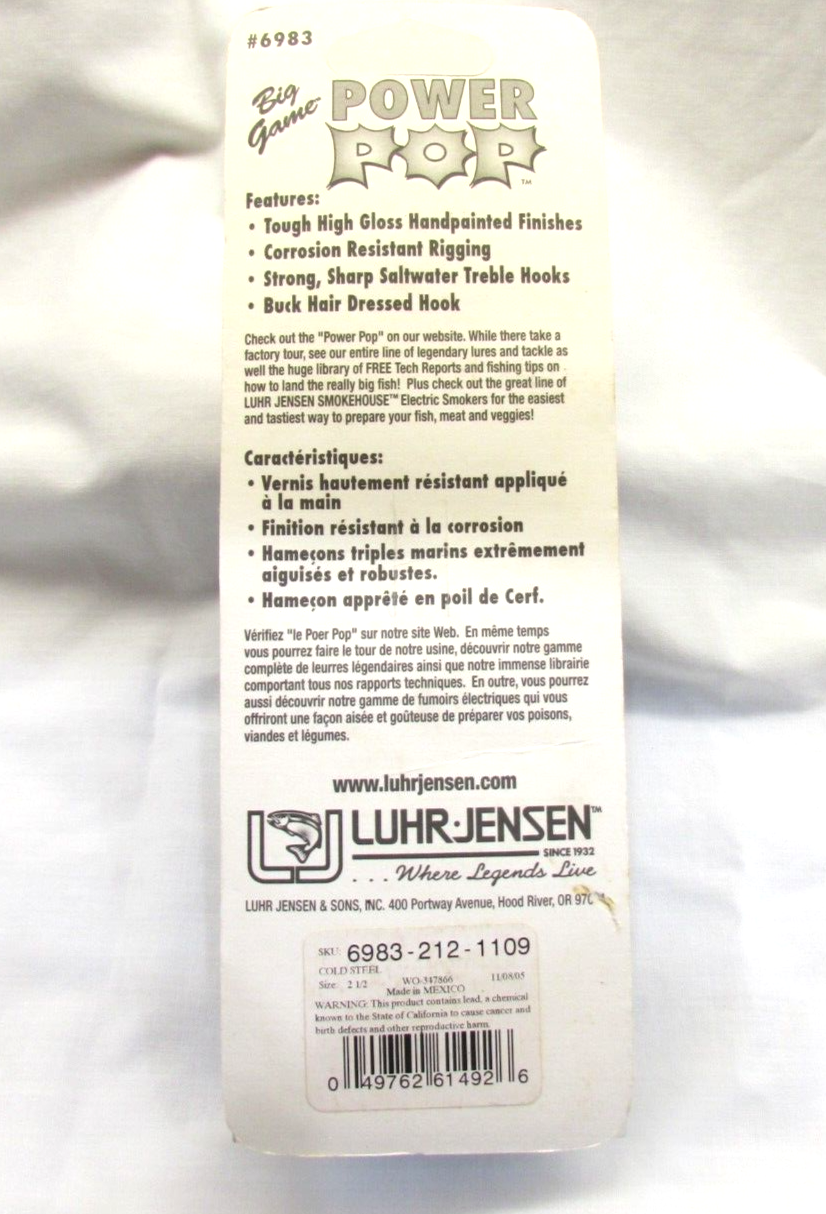 #6983
Big Game™ POWER
POP™
Features:
• Tough High Gloss Handpainted Finishes
• Corrosion Resistant Rigging
• Strong, Sharp Saltwater Treble Hooks
• Buck Hair Dressed Hook
Check out the "Power Pop" on our website. While there take a
factory tour, see our entire line of legendary lures and tackle as
well the huge library of FREE Tech Reports and fishing tips on
how to land the really big fish! Plus check out the great line of
LUHR JENSEN SMOKEHOUSE™ Electric Smokers for the easiest
and tastiest way to prepare your fish, meat and veggies!
Caractéristiques:
• Vernis hautement résistant appliqué
à la main
• Finition résistant à la corrosion
• Hameçons triples marins extrêmement
aiguisés et robustes.
• Hameçon apprêté en poil de Cerf.
Vérifiez "le Poer Pop" sur notre site Web. En même temps
vous pourrez faire le tour de notre usine, découvrir notre gamme
complète de leurres légendaires ainsi que notre immense librairie
comportant tous nos rapports techniques. En outre, vous pourrez
aussi découvrir notre gamme de fumoirs électriques qui vous
offriront une façon aisée et goûteuse de préparer vos poisons,
viandes et légumes.
www.luhrjensen.com
LUHR·JENSEN™
SINCE 1932
. . . Where Legends Live
LUHR JENSEN & SONS, INC. 400 Portway Avenue, Hood River, OR
SKU: 6983-212-1109
COLD STEEL
Size: 2 1/2 WO-347866 11/08/05
Made in MEXICO
WARNING: This product contains lead, a chemical
known to the State of California to cause cancer and
birth defects and other reproductive harm.
0 49762 61492 6